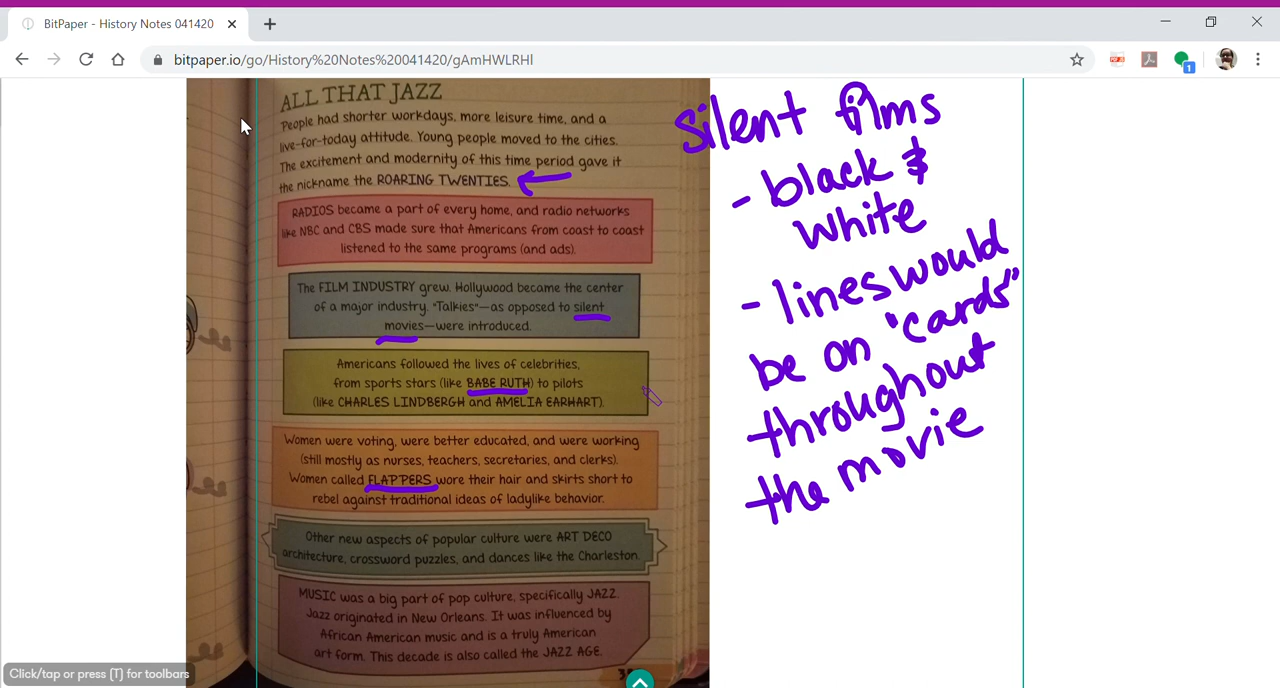 BitPaper - History Notes 041420
bitpaper.io/go/History%20Notes%20041420/gAmHWLRHl
1
ALL THAT JAZZ
People had shorter workdays, more leisure time, and a
live-for-today attitude. Young people moved to the cities.
The excitement and modernity of this time period gave it
the nickname the ROARING TWENTIES.
RADIOS became a part of every home, and radio networks
like NBC and CBS made sure that Americans from coast to coast
listened to the same programs (and ads).
The FILM INDUSTRY grew. Hollywood became the center
of a major industry. "Talkies"—as opposed to silent
movies—were introduced.
Americans followed the lives of celebrities,
from sports stars (like BABE RUTH) to pilots
(like CHARLES LINDBERGH and AMELIA EARHART).
Women were voting, were better educated, and were working
(still mostly as nurses, teachers, secretaries, and clerks).
Women called FLAPPERS wore their hair and skirts short to
rebel against traditional ideas of ladylike behavior.
Other new aspects of popular culture were ART DECO
architecture, crossword puzzles, and dances like the Charleston.
MUSIC was a big part of pop culture, specifically JAZZ.
Jazz originated in New Orleans. It was influenced by
African American music and is a truly American
art form. This decade is also called the JAZZ AGE.
Silent films
- black &
white
- lines would
be on "cards"
throughout
the movie
Click/tap or press (T) for toolbars